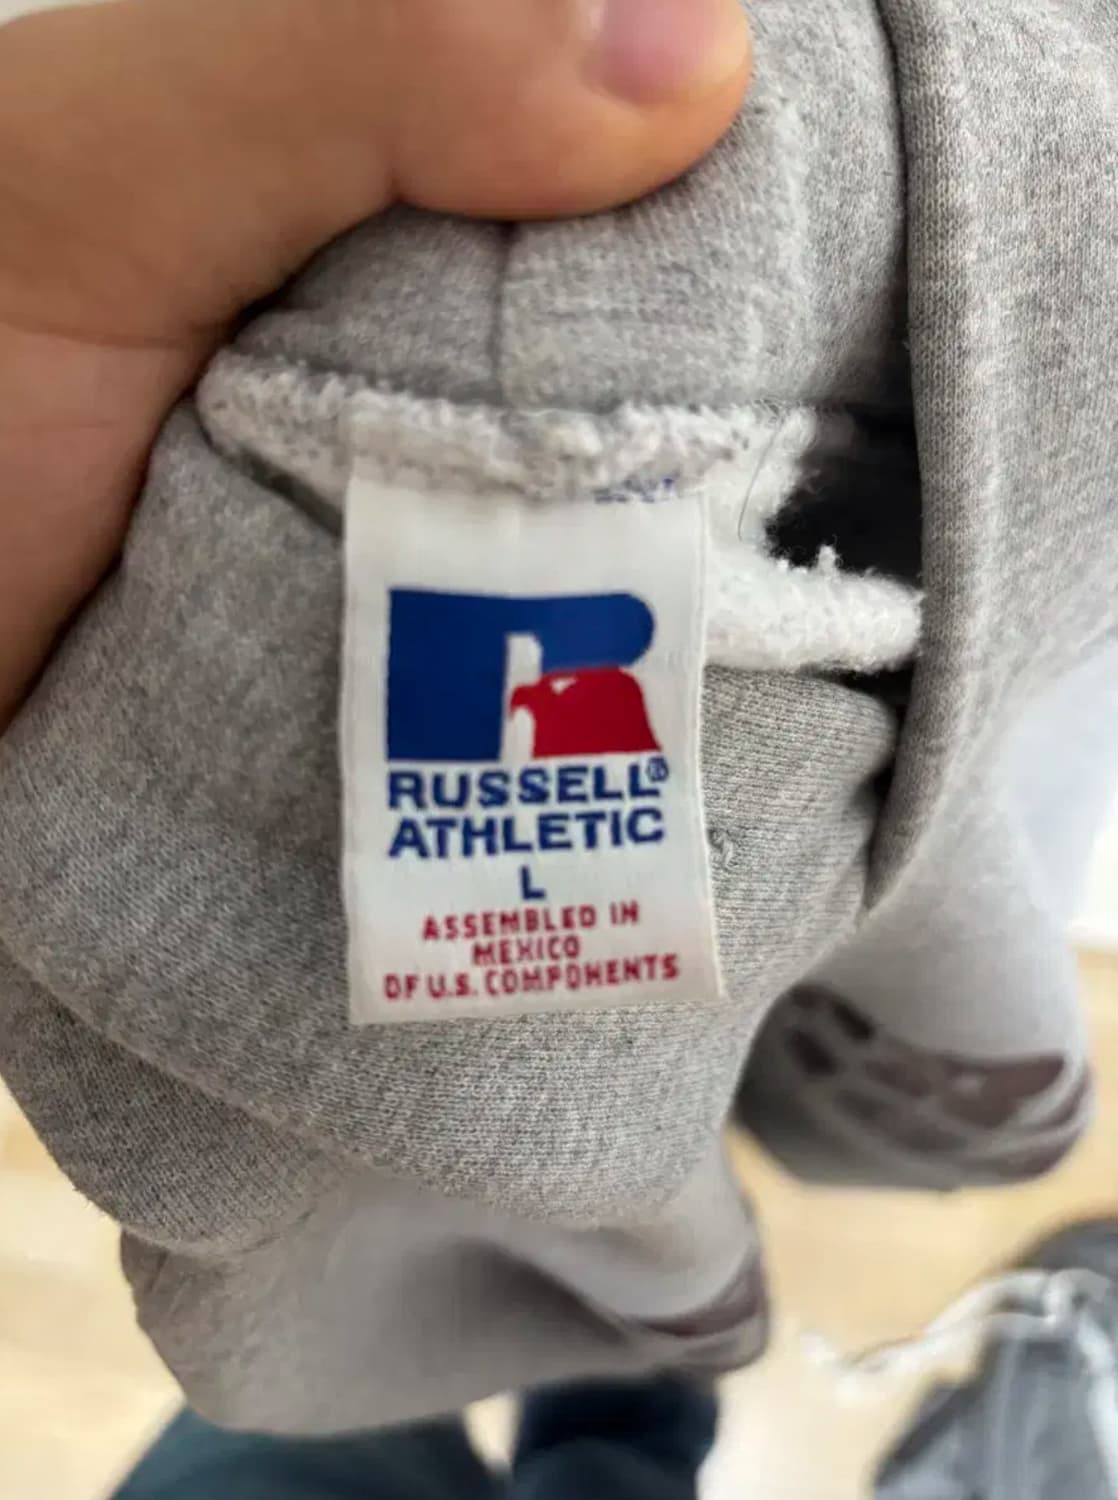 RUSSELL®
ATHLETIC
L
ASSEMBLED IN
MEXICO
OF U.S. COMPONENTS